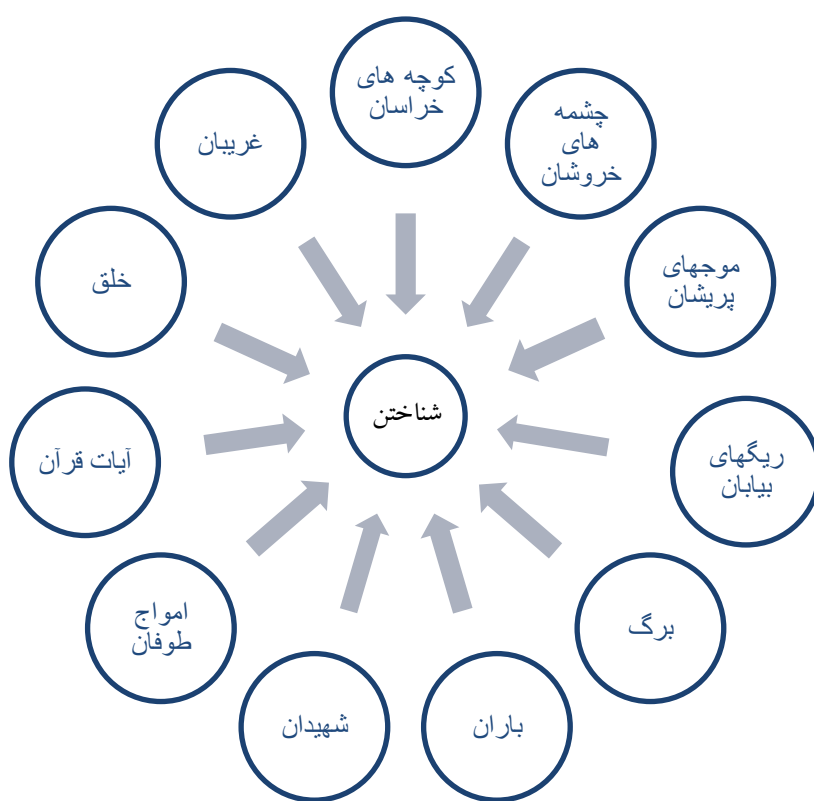 کوچه های
خراسان
چشمه
های
خروشان
موجهای
پریشان
ریگهای
بیابان
برگ
باران
شهیدان
امواج
طوفان
آیات قرآن
خلق
غریبان
شناختن